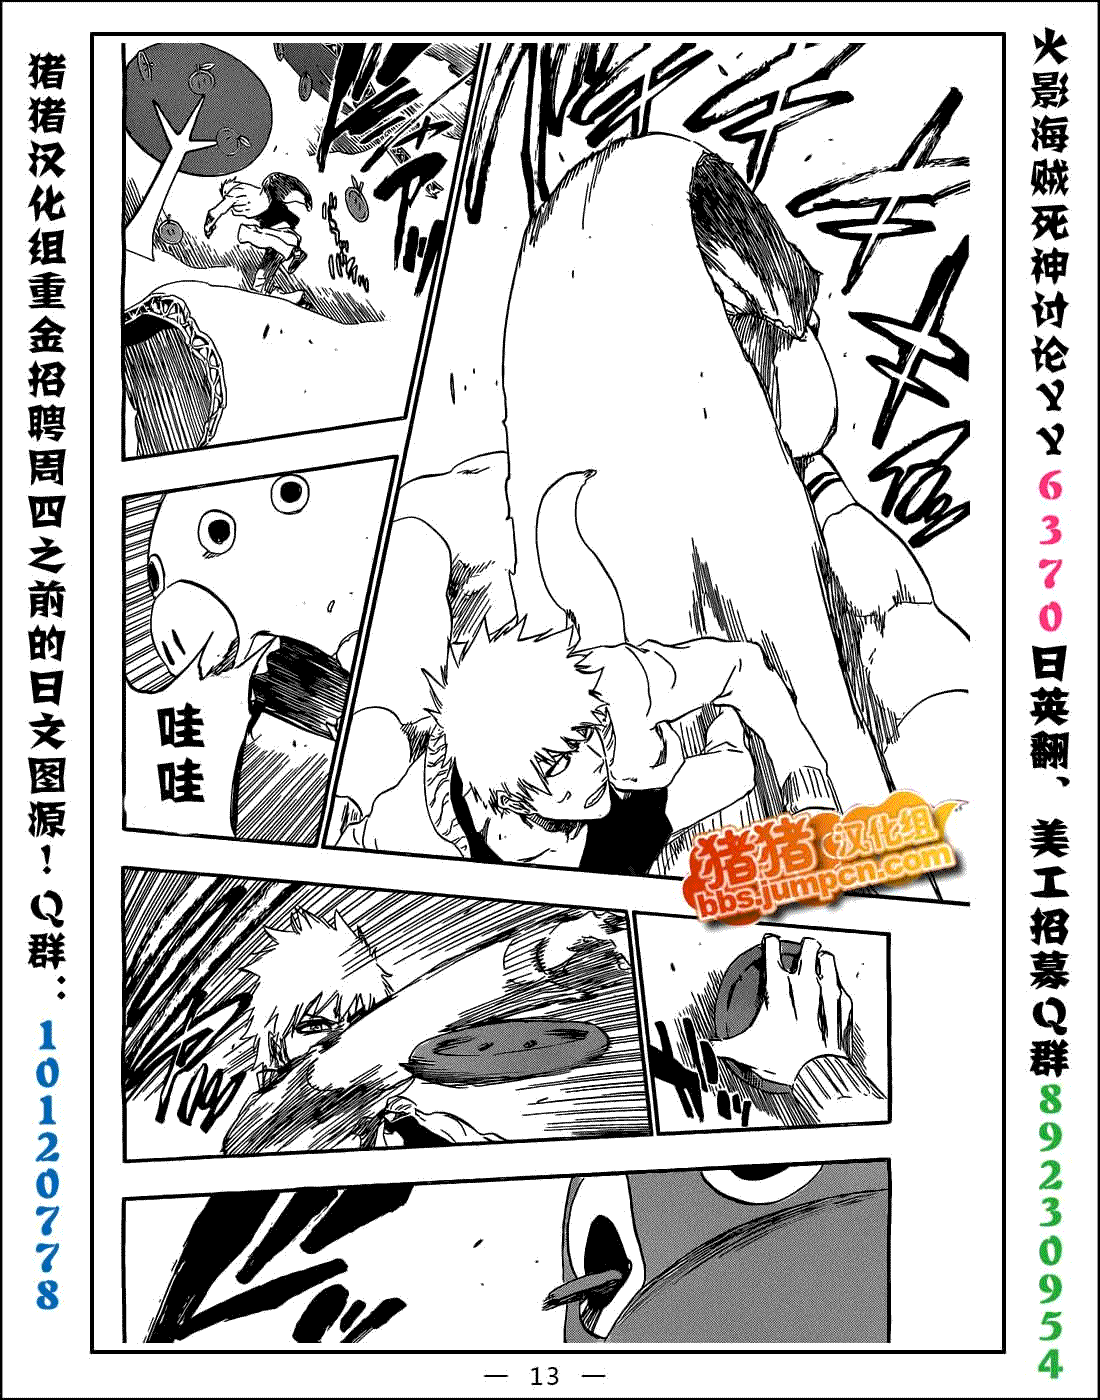 火影海贼死神讨论YY6370日英翻、美工招募Q群89230954
猪猪汉化组重金招聘周四之前的日文图源！Q群：10120778
哇哇
猪猪汉化组
bbs.jumpcn.com
— 13 —